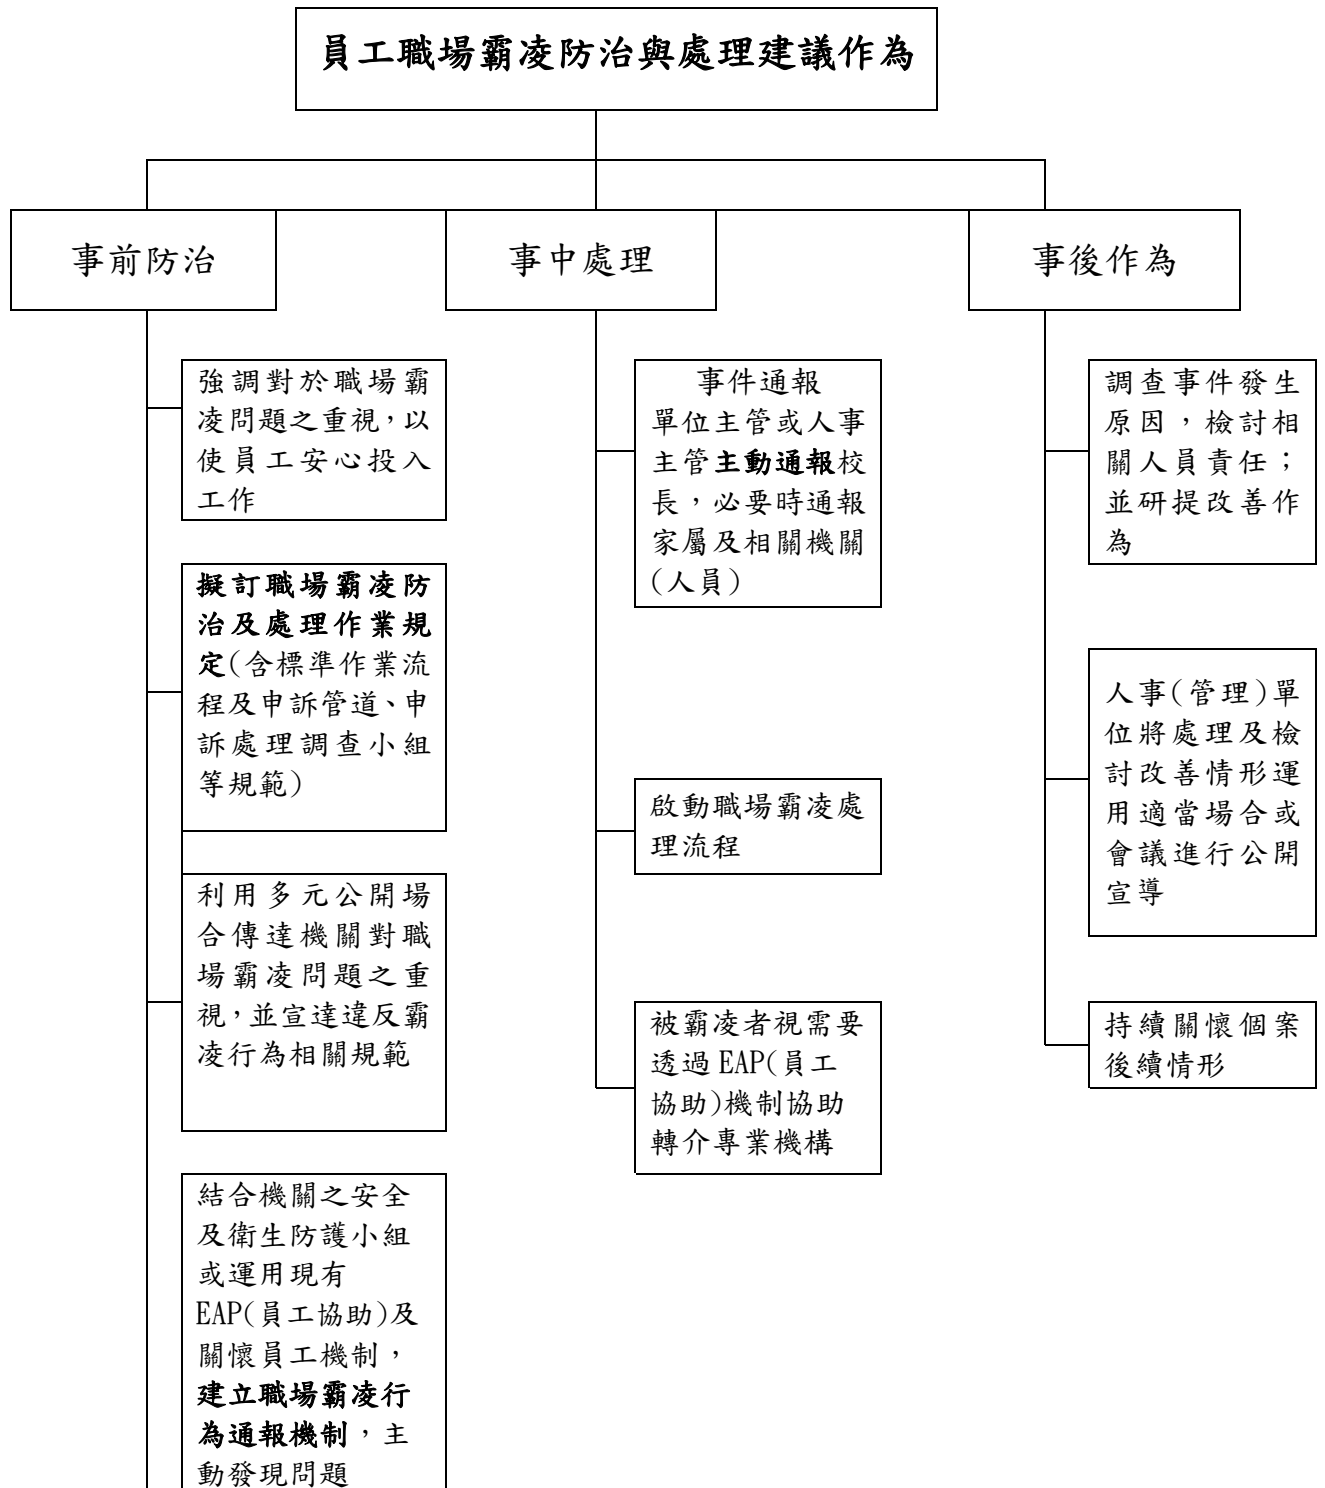 員工職場霸凌防治與處理建議作為
事前防治
強調對於職場霸
凌問題之重視，以
使員工安心投入
工作
擬訂職場霸凌防
治及處理作業規
定(含標準作業流
程及申訴管道、申
訴處理調查小組
等規範)
利用多元公開場
合傳達機關對職
場霸凌問題之重
視，並宣達違反霸
凌行為相關規範
結合機關之安全
及衛生防護小組
或運用現有
EAP(員工協助)及
關懷員工機制，
建立職場霸凌行
為通報機制，主
動發現問題
事中處理
事件通報
單位主管或人事
主管主動通報校
長，必要時通報
家屬及相關機關
(人員)
啟動職場霸凌處
理流程
被霸凌者視需要
透過 EAP(員工
協助)機制協助
轉介專業機構
事後作為
調查事件發生
原因，檢討相
關人員責任；
並研提改善作
為
人事(管理)單
位將處理及檢
討改善情形運
用適當場合或
會議進行公開
宣導
持續關懷個案
後續情形